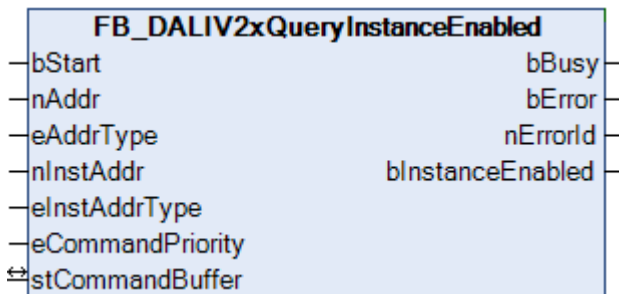 FB_DALIV2xQueryInstanceEnabled
bStart bBusy
nAddr bError
eAddrType nErrorId
nInstAddr bInstanceEnabled
eInstAddrType
eCommandPriority
stCommandBuffer